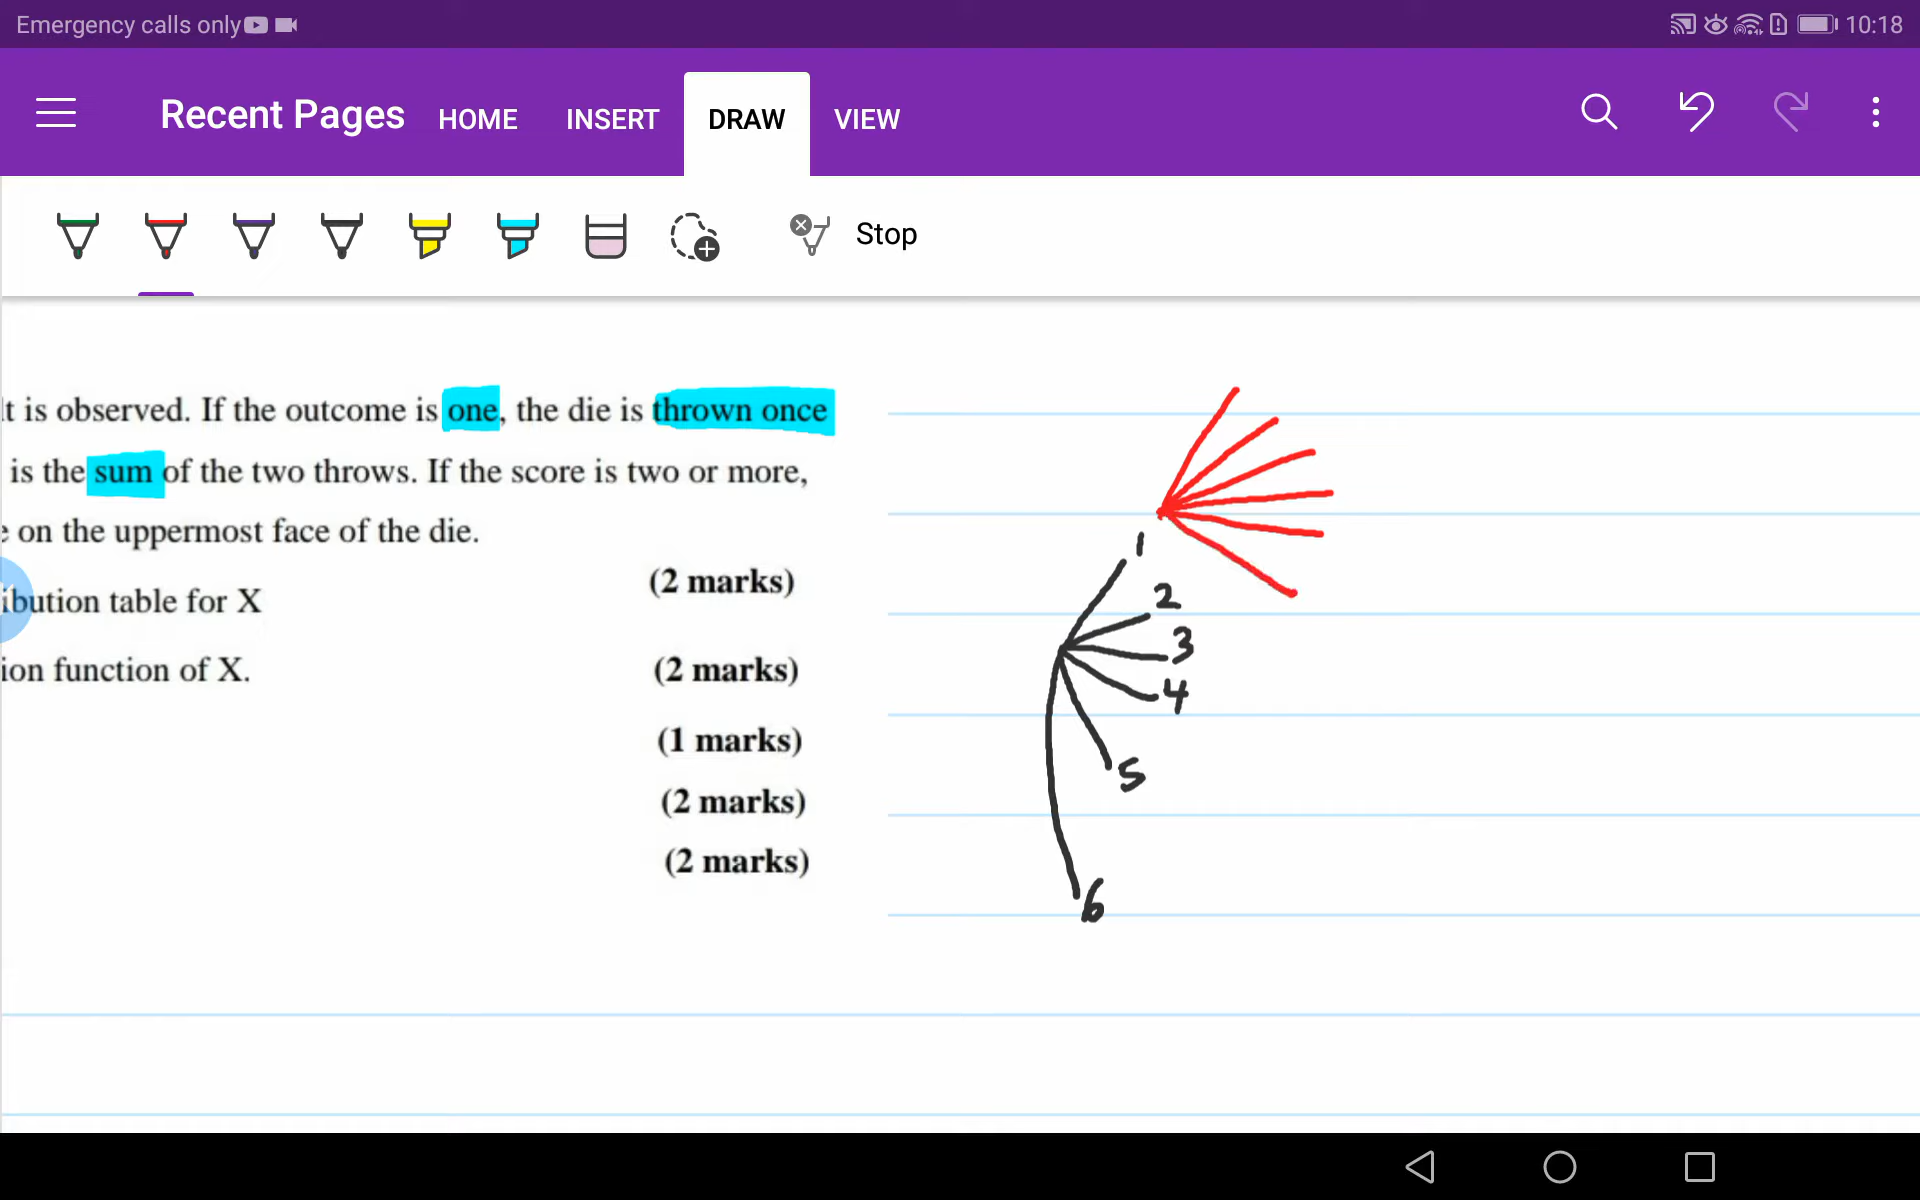 Emergency calls only 10:18
Recent Pages HOME INSERT DRAW VIEW
Stop
t is observed. If the outcome is one, the die is thrown once
is the sum of the two throws. If the score is two or more,
e on the uppermost face of the die.
(2 marks)
ibution table for X
ion function of X. (2 marks)
(1 marks)
(2 marks)
(2 marks)
1
2
3
4
5
6